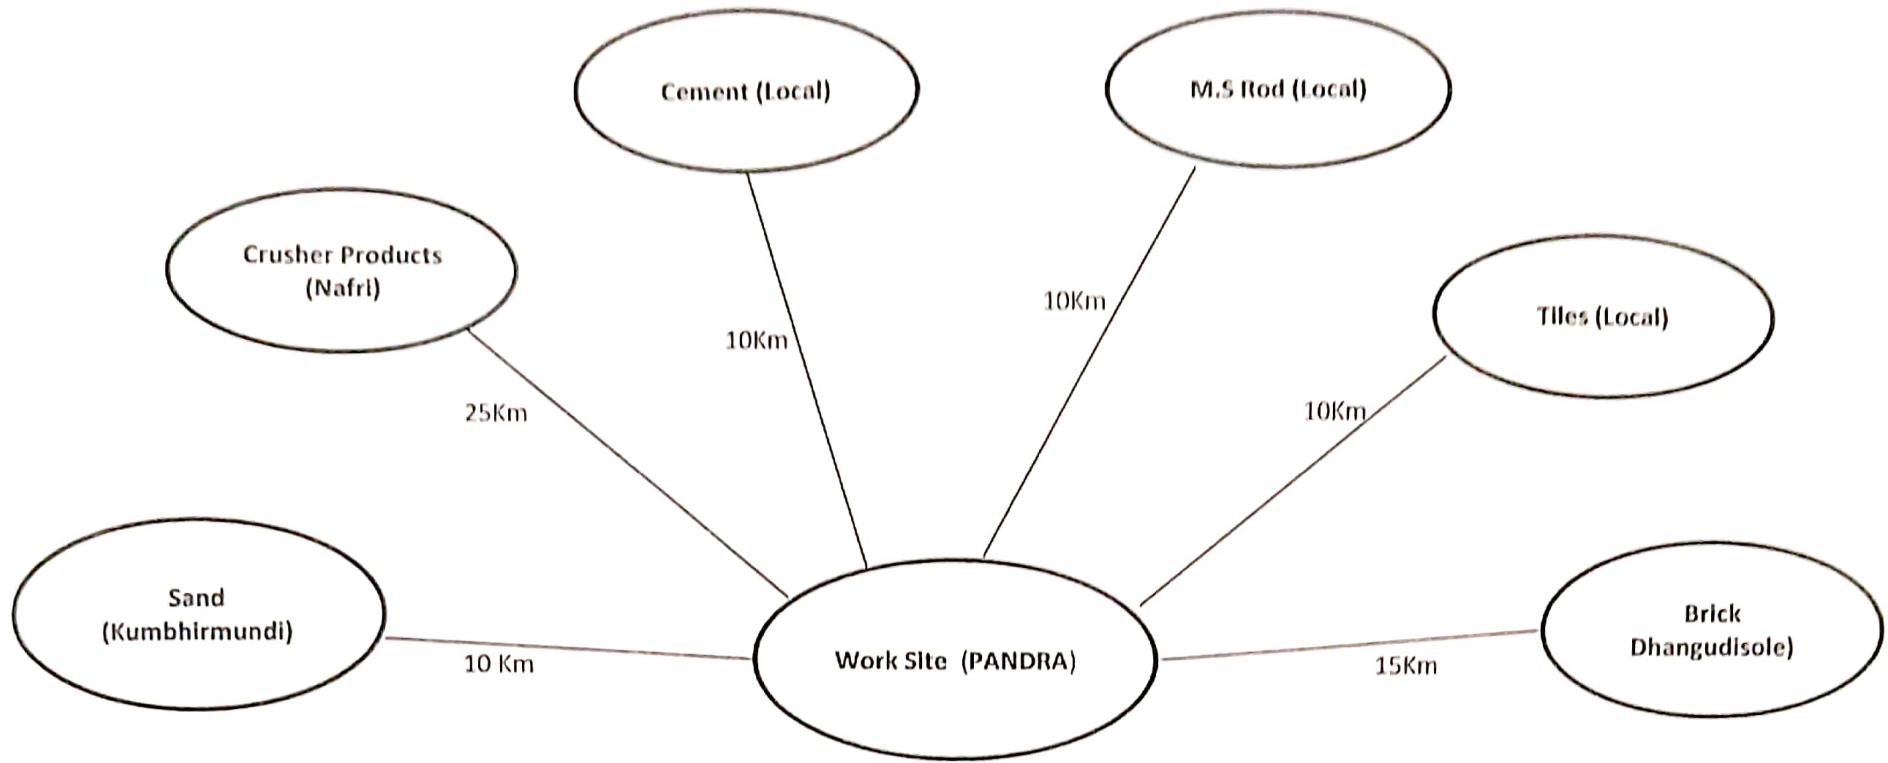 Cement (Local)
M.S Rod (Local)
Crusher Products
(Nafri)
Tiles (Local)
10Km
10Km
25Km
10Km
Sand
(Kumbhirmundi)
10 Km
Work Site (PANDRA)
15Km
Brick
Dhangudisole)